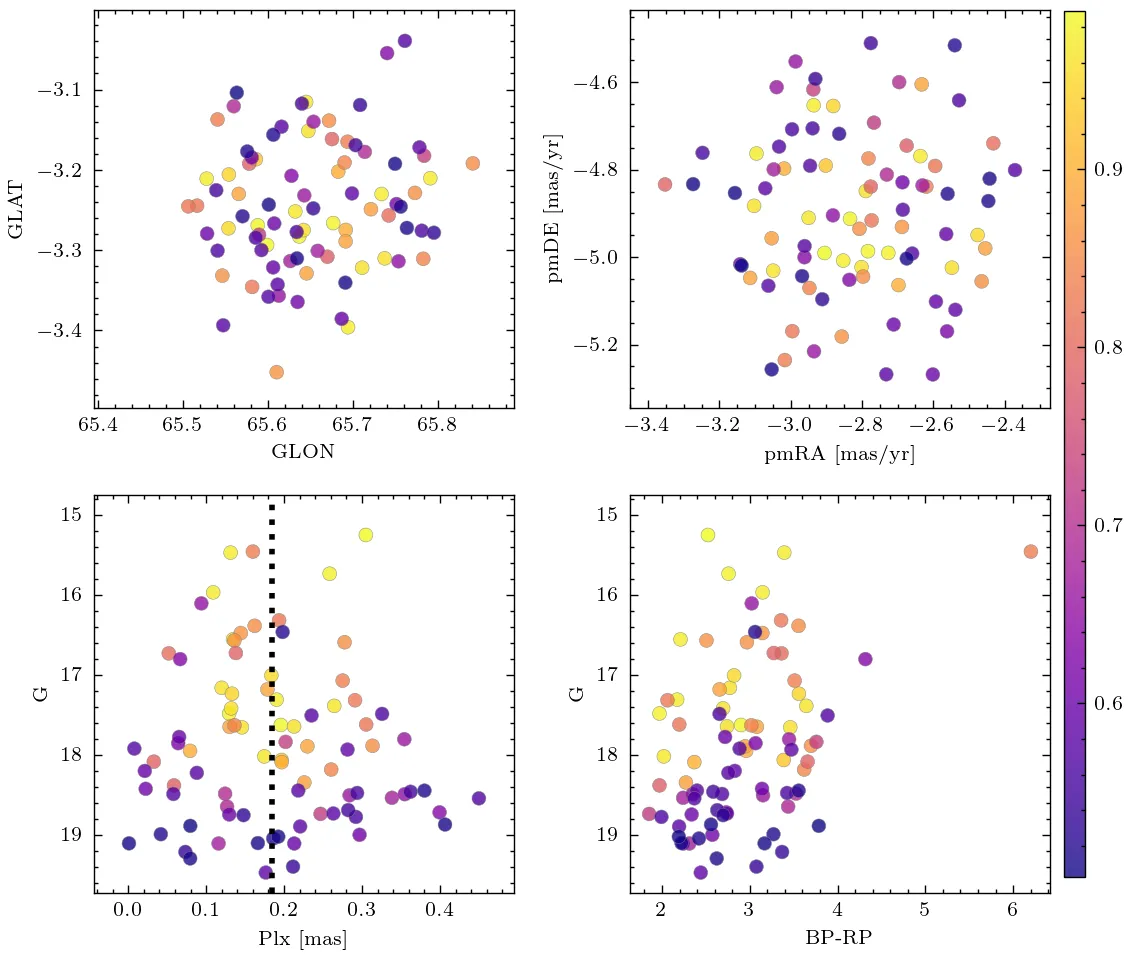 −3.1
−3.2
−3.3
−3.4
GLAT
65.4 65.5 65.6 65.7 65.8
GLON
−4.6
−4.8
−5.0
−5.2
pmDE [mas/yr]
−3.4 −3.2 −3.0 −2.8 −2.6 −2.4
pmRA [mas/yr]
0.9
0.8
0.7
0.6
15
16
17
18
19
G
0.0 0.1 0.2 0.3 0.4
Plx [mas]
15
16
17
18
19
G
2 3 4 5 6
BP-RP